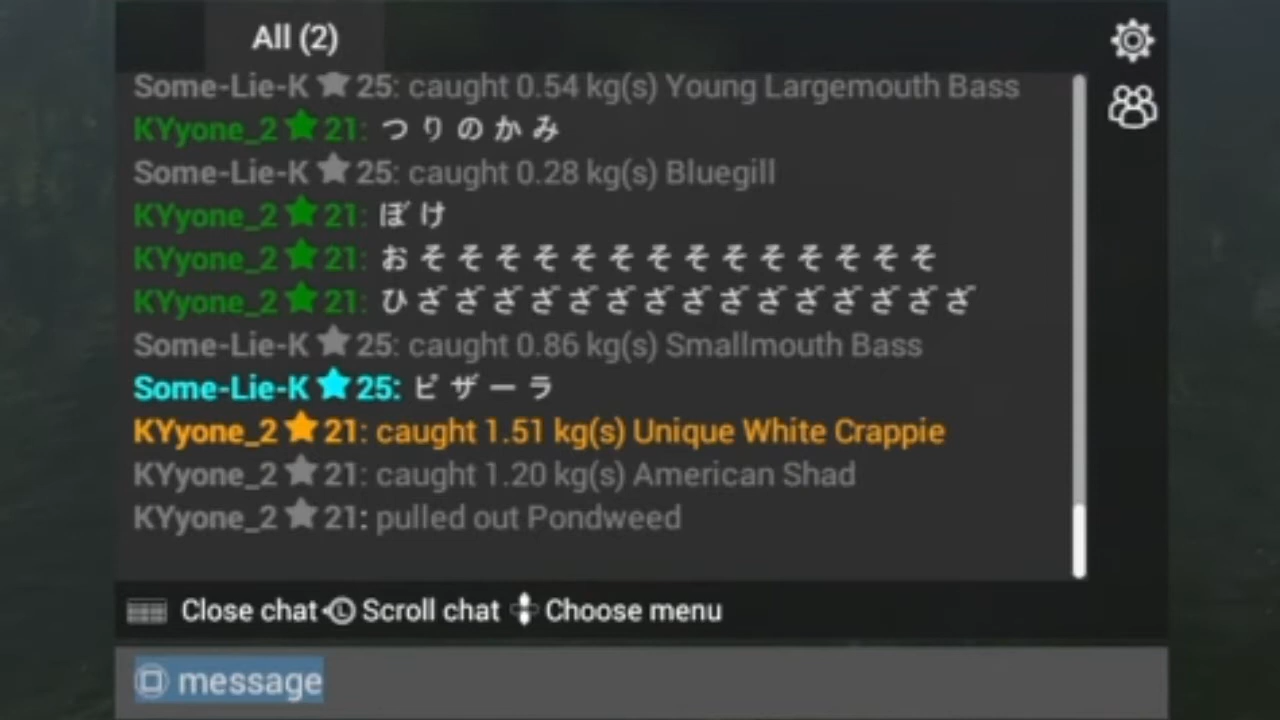 All (2)
Some-Lie-K ★ 25: caught 0.54 kg(s) Young Largemouth Bass
KYyone_2 ★ 21: つりのかみ
Some-Lie-K ★ 25: caught 0.28 kg(s) Bluegill
KYyone_2 ★ 21: ぼけ
KYyone_2 ★ 21: おそそそそそそそそそそそそそそ
KYyone_2 ★ 21: ひざざざざざざざざざざざざざざざ
Some-Lie-K ★ 25: caught 0.86 kg(s) Smallmouth Bass
Some-Lie-K ★ 25: ピザーラ
KYyone_2 ★ 21: caught 1.51 kg(s) Unique White Crappie
KYyone_2 ★ 21: caught 1.20 kg(s) American Shad
KYyone_2 ★ 21: pulled out Pondweed
Close chat L Scroll chat Choose menu
message